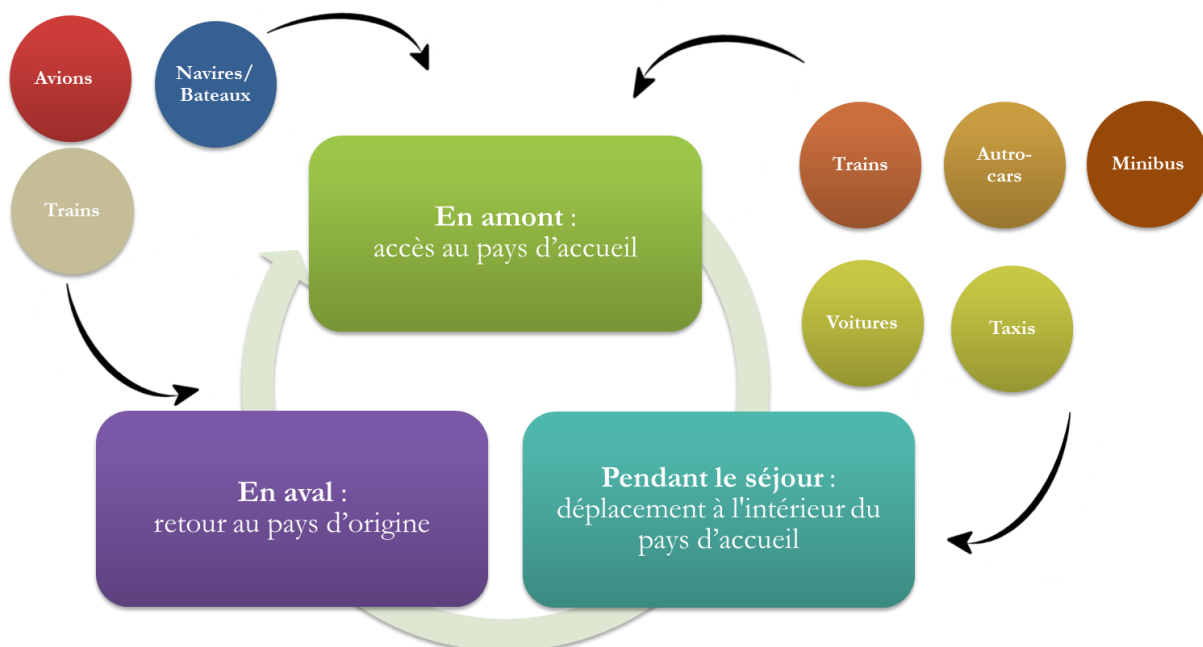 Avions
Navires/
Bateaux
Trains
Trains
Autro-
cars
Minibus
Voitures
Taxis
En amont :
accès au pays d’accueil
En aval :
retour au pays d’origine
Pendant le séjour :
déplacement à l'intérieur du
pays d’accueil